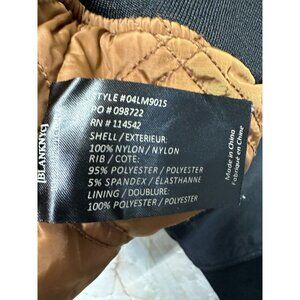 STYLE #04LM9015
PO # 098722
RN # 114542
SHELL / EXTERIEUR:
100% NYLON / NYLON
RIB / COTE:
95% POLYESTER / POLYESTER
5% SPANDEX / ÉLASTHANNE
LINING / DOUBLURE:
100% POLYESTER / POLYESTER
[BLANKNYC]
Made in China
Fabriqué en Chine